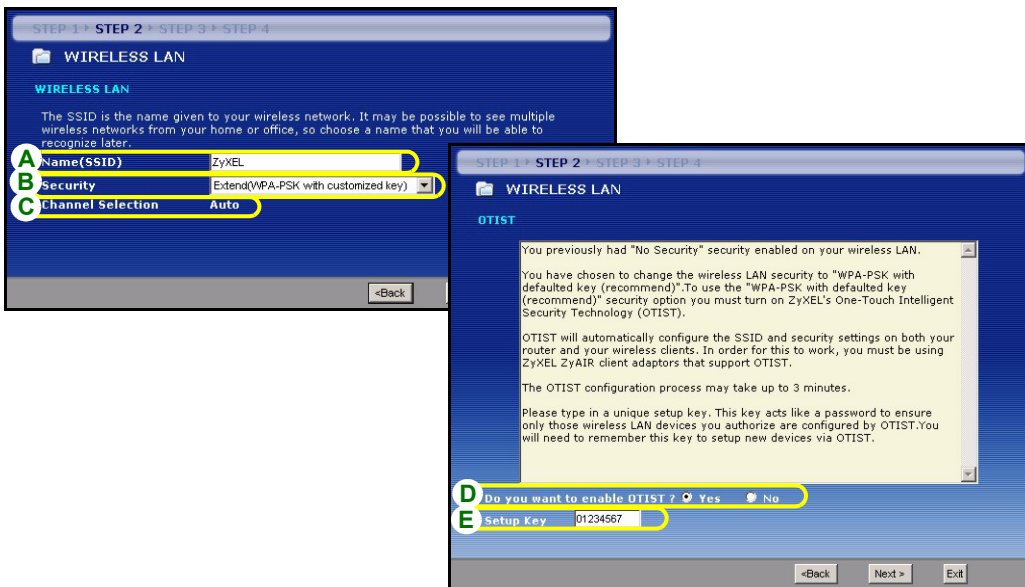 STEP 1 › STEP 2 › STEP 3 › STEP 4
WIRELESS LAN
WIRELESS LAN
The SSID is the name given to your wireless network. It may be possible to see multiple
wireless networks from your home or office, so choose a name that you will be able to
recognize later.
A Name(SSID) ZyXEL
B Security Extend(WPA-PSK with customized key)
C Channel Selection Auto
<Back
STEP 1 › STEP 2 › STEP 3 › STEP 4
WIRELESS LAN
OTIST
You previously had "No Security" security enabled on your wireless LAN.
You have chosen to change the wireless LAN security to "WPA-PSK with
defaulted key (recommend)".To use the "WPA-PSK with defaulted key
(recommend)" security option you must turn on ZyXEL's One-Touch Intelligent
Security Technology (OTIST).
OTIST will automatically configure the SSID and security settings on both your
router and your wireless clients. In order for this to work, you must be using
ZyXEL ZyAIR client adaptors that support OTIST.
The OTIST configuration process may take up to 3 minutes.
Please type in a unique setup key. This key acts like a password to ensure
only those wireless LAN devices you authorize are configured by OTIST.You
will need to remember this key to setup new devices via OTIST.
D Do you want to enable OTIST ? Yes No
E Setup Key 01234567
<Back Next > Exit